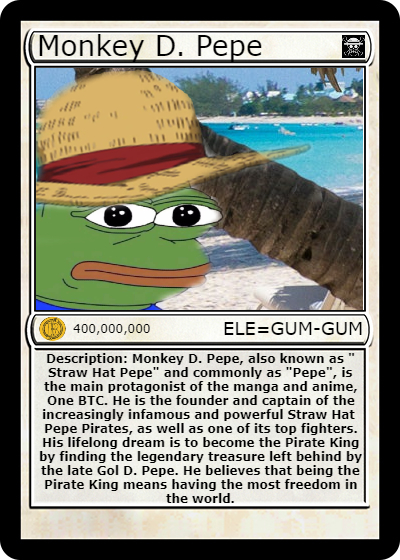 Monkey D. Pepe
400,000,000
ELE=GUM-GUM
Description: Monkey D. Pepe, also known as "
Straw Hat Pepe" and commonly as "Pepe", is
the main protagonist of the manga and anime,
One BTC. He is the founder and captain of the
increasingly infamous and powerful Straw Hat
Pepe Pirates, as well as one of its top fighters.
His lifelong dream is to become the Pirate King
by finding the legendary treasure left behind by
the late Gol D. Pepe. He believes that being the
Pirate King means having the most freedom in
the world.